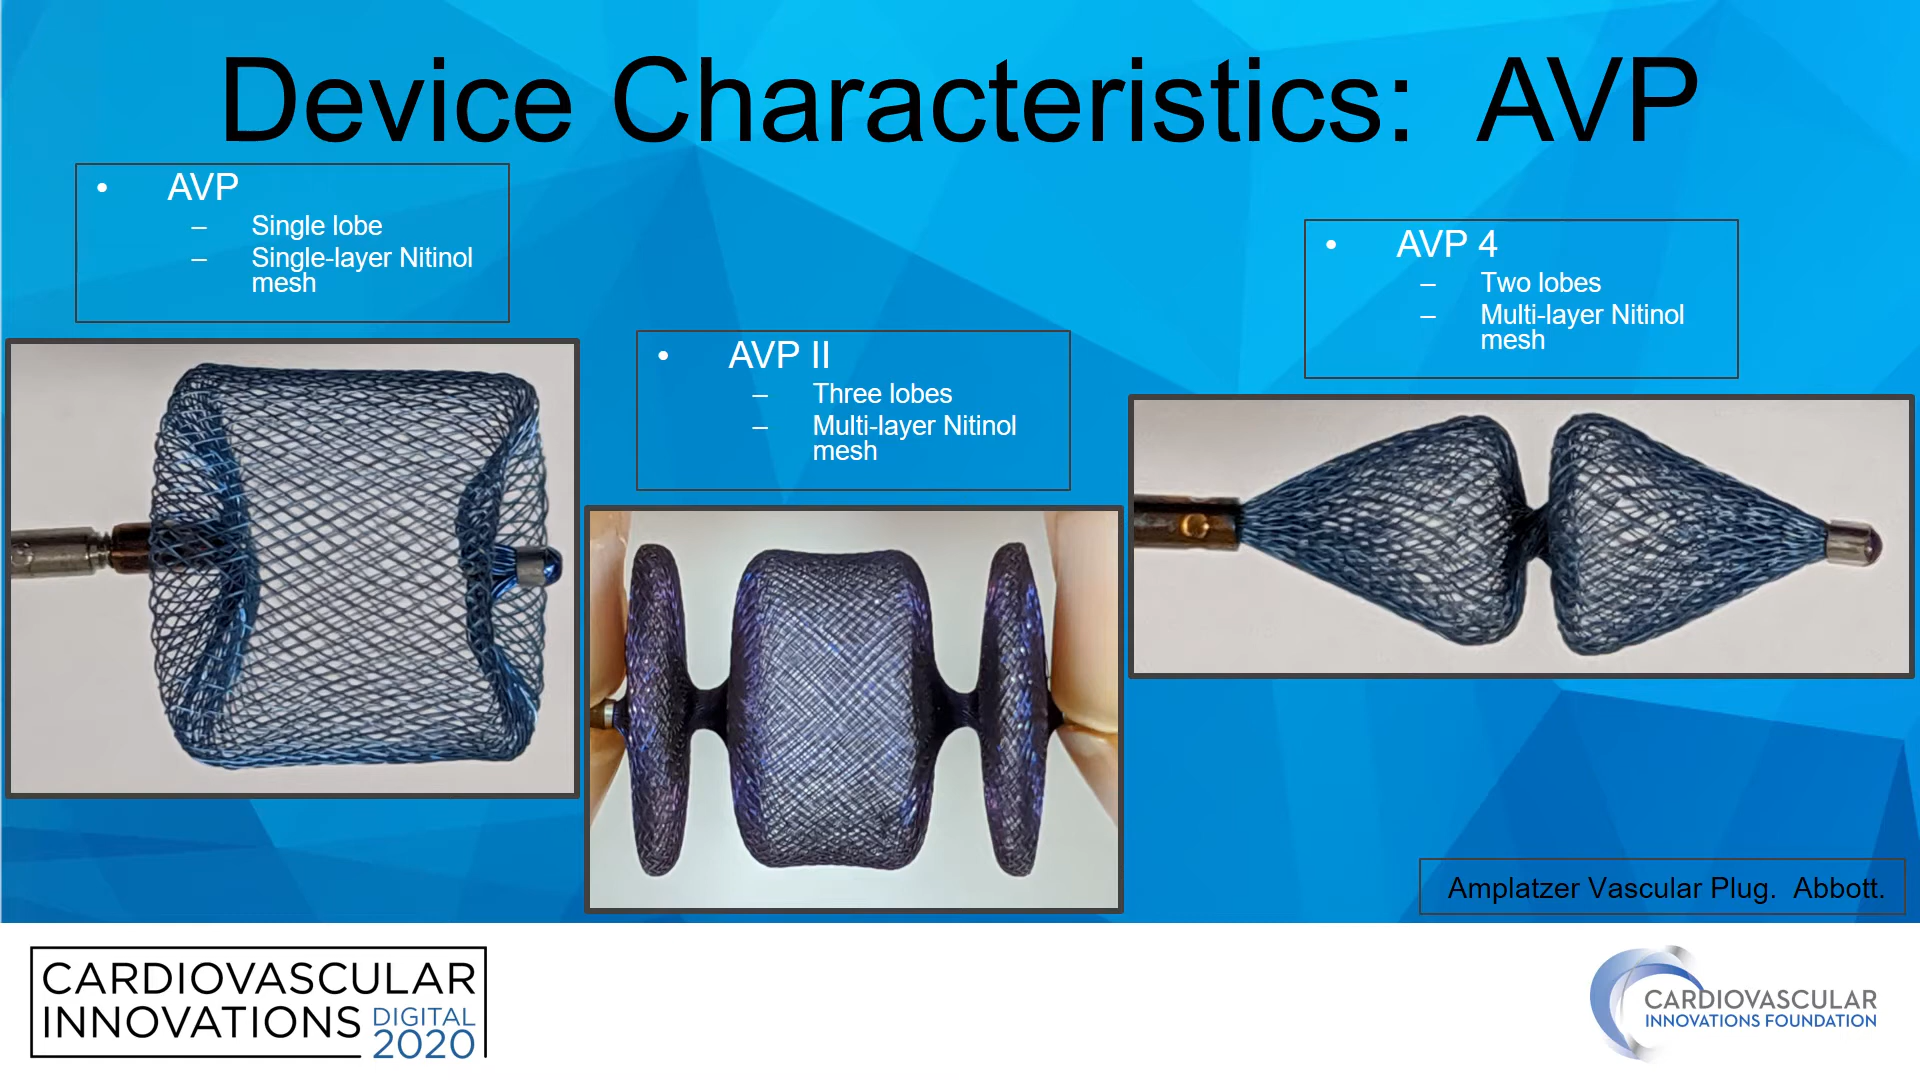 Device Characteristics:  AVP
• AVP
– Single lobe
– Single-layer Nitinol
mesh
• AVP II
– Three lobes
– Multi-layer Nitinol
mesh
• AVP 4
– Two lobes
– Multi-layer Nitinol
mesh
Amplatzer Vascular Plug.  Abbott.
CARDIOVASCULAR
INNOVATIONS DIGITAL
2020
CARDIOVASCULAR
INNOVATIONS FOUNDATION